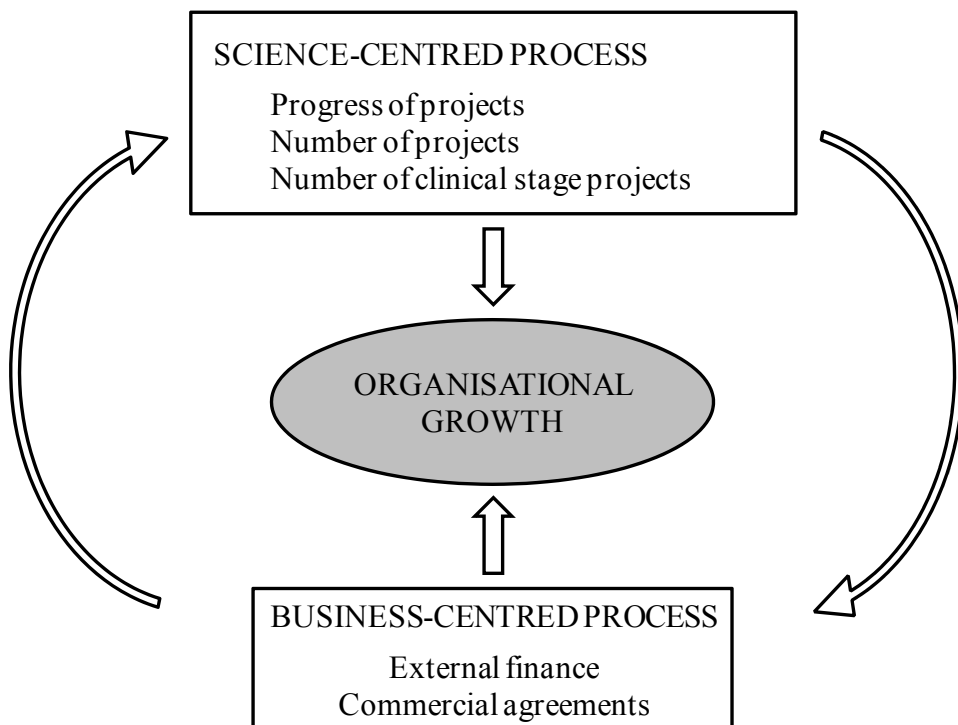 SCIENCE-CENTRED PROCESS
Progress of projects
Number of projects
Number of clinical stage projects
ORGANISATIONAL
GROWTH
BUSINESS-CENTRED PROCESS
External finance
Commercial agreements